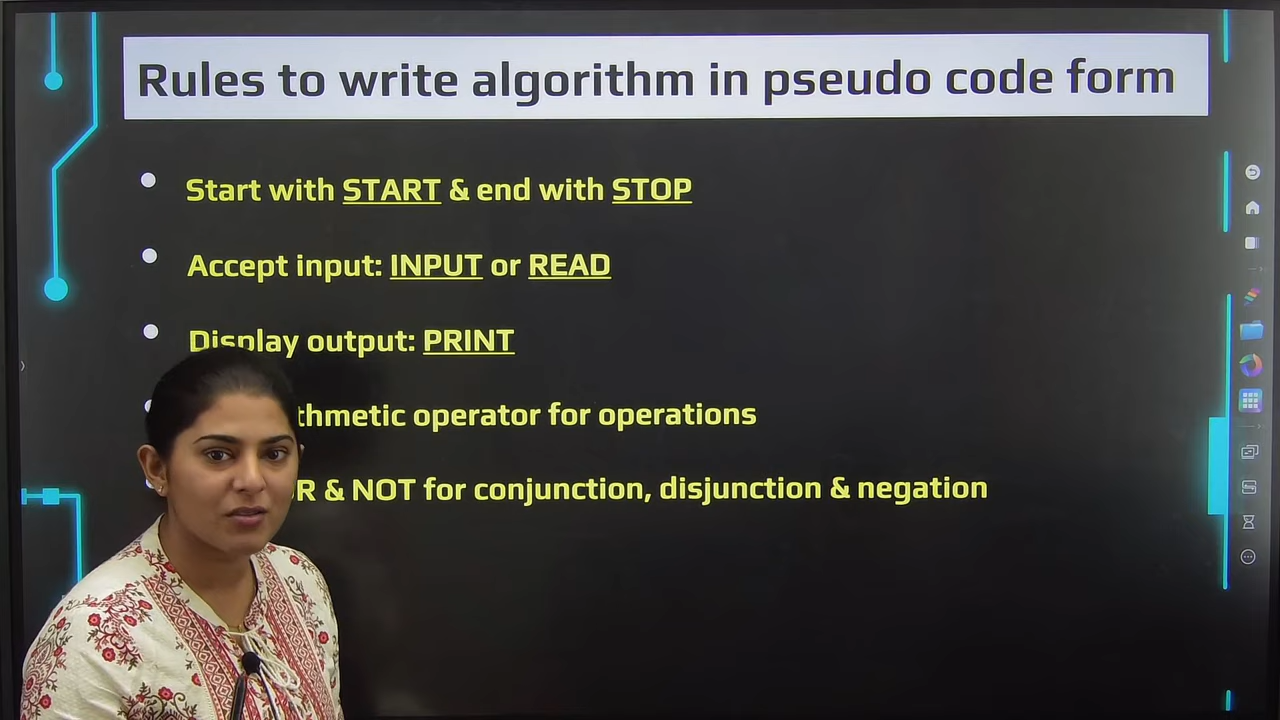 Rules to write algorithm in pseudo code form
Start with START & end with STOP
Accept input: INPUT or READ
Display output: PRINT
operator for operations
& NOT for conjunction, disjunction & negation